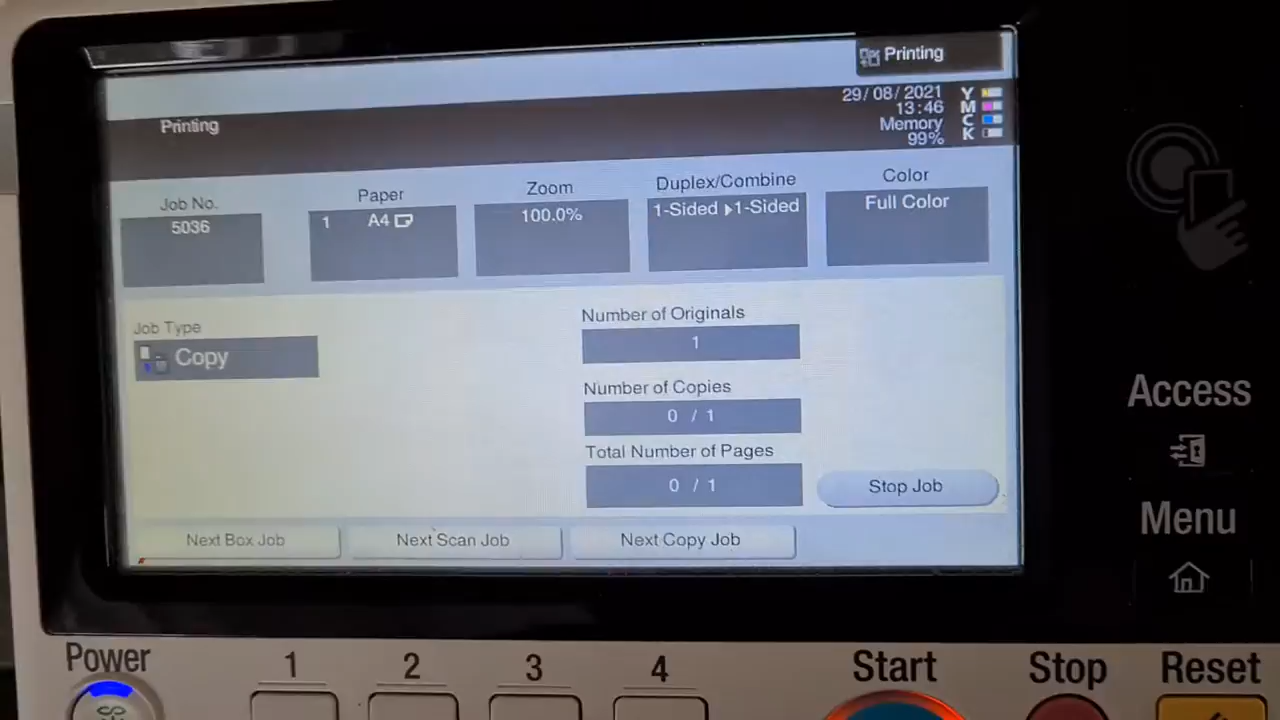 Printing
29/08/2021
13:46
Memory
99%
Y
M
C
K
Printing
Job No.
5036
Paper
1 A4
Zoom
100.0%
Duplex/Combine
1-Sided 1-Sided
Color
Full Color
Job Type
Copy
Number of Originals
1
Number of Copies
0 / 1
Total Number of Pages
0 / 1
Stop Job
Next Box Job
Next Scan Job
Next Copy Job
Access
Menu
Power
1
2
3
4
Start
Stop
Reset